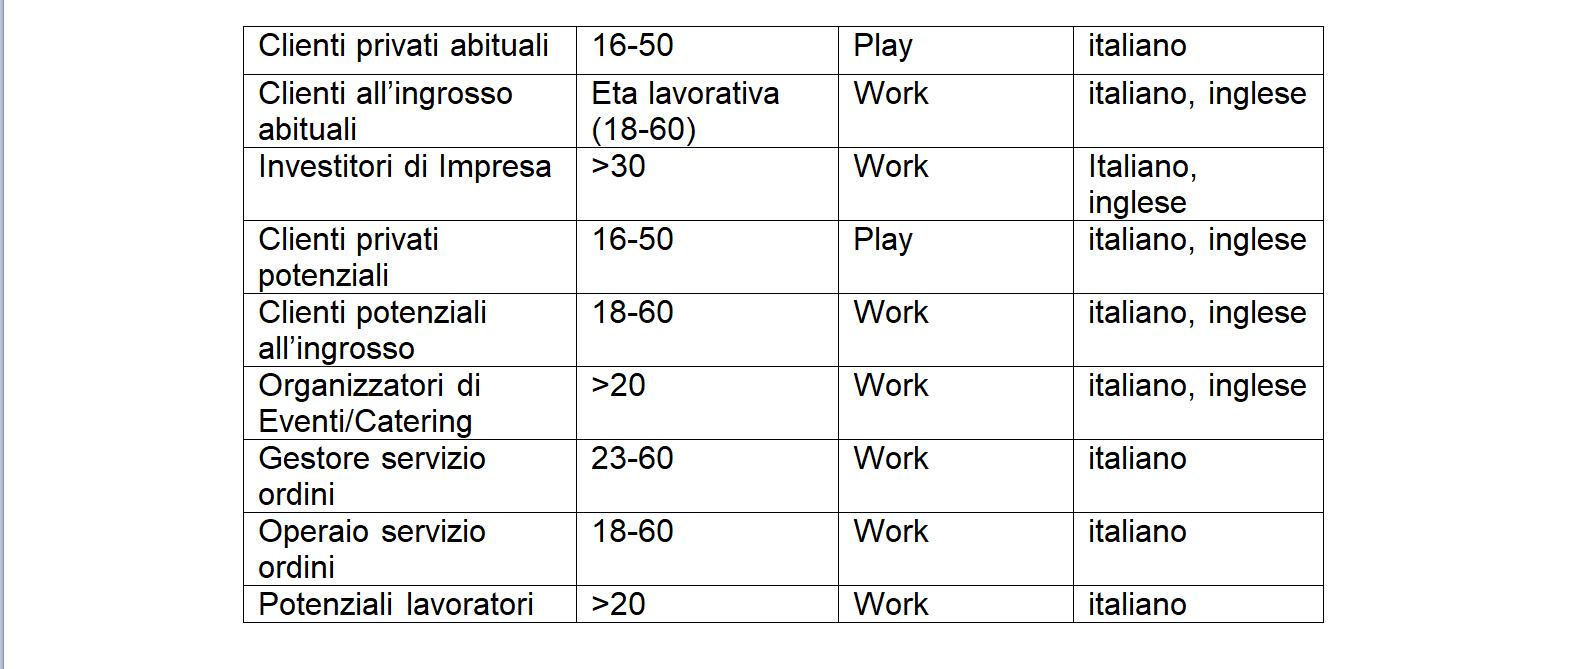 Clienti privati abituali 16-50 Play italiano
Clienti all’ingrosso Eta lavorativa Work italiano, inglese
abituali (18-60)
Investitori di Impresa >30 Work Italiano,
inglese
Clienti privati 16-50 Play italiano, inglese
potenziali
Clienti potenziali 18-60 Work italiano, inglese
all’ingrosso
Organizzatori di >20 Work italiano, inglese
Eventi/Catering
Gestore servizio 23-60 Work italiano
ordini
Operaio servizio 18-60 Work italiano
ordini
Potenziali lavoratori >20 Work italiano